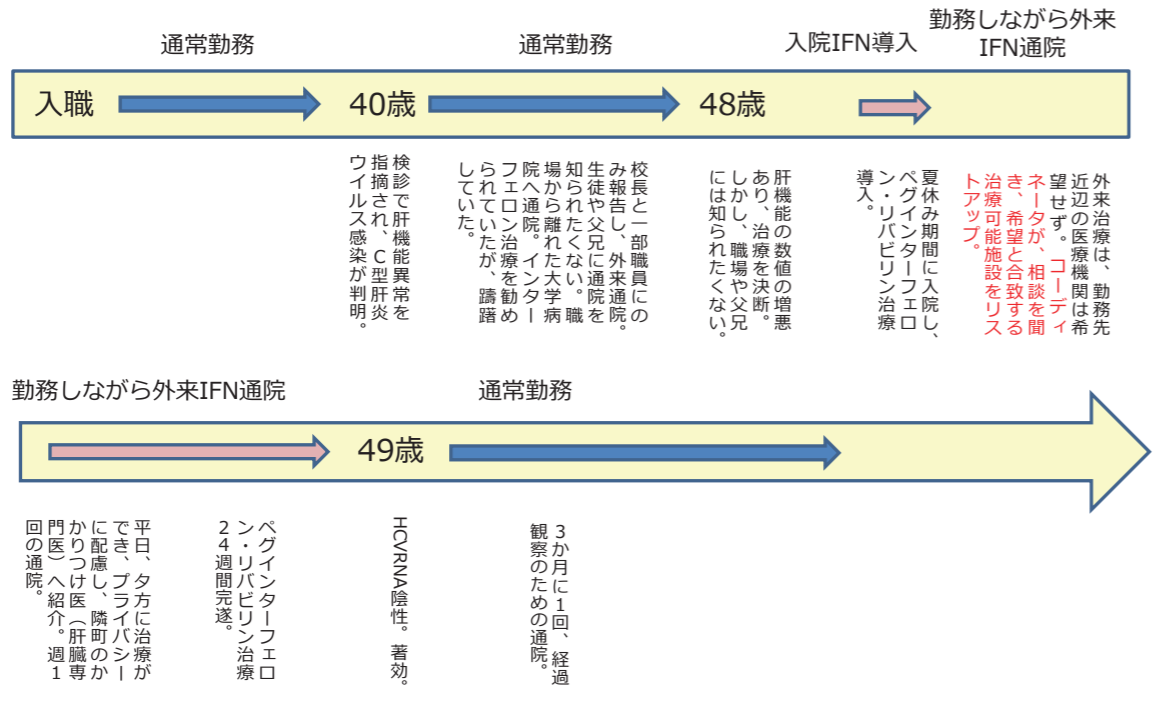 通常勤務
通常勤務
入院IFN導入
勤務しながら外来
IFN通院
入職
40歳
48歳
検診で肝機能異常を
指摘され、C型肝炎
ウイルス感染が判明。
校長と一部職員にの
み報告し、外来通院。
生徒や父兄に通院を
知られたくない。職
場から離れた大学病
院へ通院。インター
フェロン治療を勧め
られていたが、躊躇
していた。
肝機能の数値の増悪
あり、治療を決断。
しかし、職場や父兄
には知られたくない。
夏休み期間に入院し、
ペグインターフェロ
ン・リバビリン治療
導入。
外来治療は、勤務先
近辺の医療機関は希
望せず。コーディ
ネータが、相談を聞
き、希望と合致する
治療可能施設をリス
トアップ。
勤務しながら外来IFN通院
通常勤務
49歳
平日、夕方に治療が
でき、プライバシー
に配慮し、隣町のか
かりつけ医（肝臓専
門医）へ紹介。週1
回の通院。
ペグインターフェロ
ン・リバビリン治療
24週間完遂。
HCVRNA陰性。著効。
3か月に1回、経過
観察のための通院。